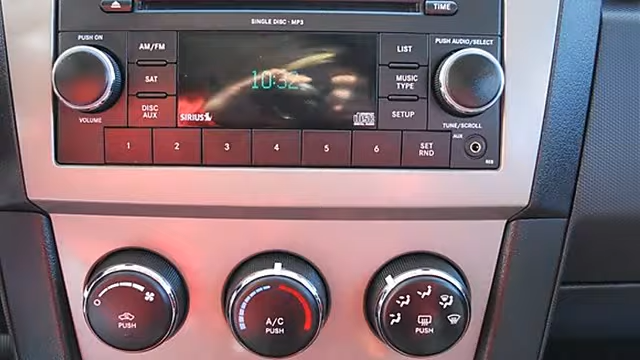 TIME
SINGLE DISC · MP3
PUSH ON
VOLUME
AM/FM
SAT
DISC
AUX
10:32
SIRIUS
LIST
MUSIC
TYPE
SETUP
PUSH AUDIO/SELECT
TUNE/SCROLL
1 2 3 4 5 6 SET
RND
AUX
PUSH
A/C
PUSH
PUSH